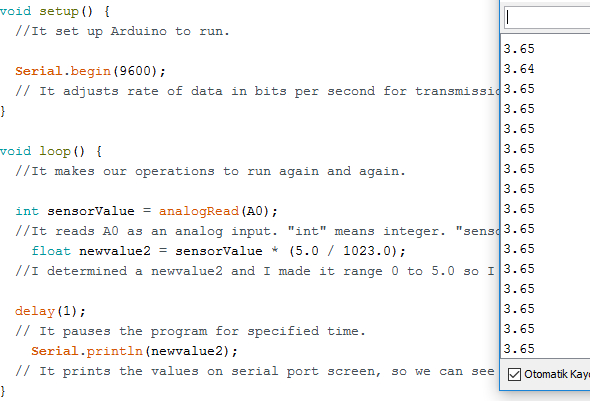 void setup() {
//It set up Arduino to run.
Serial.begin(9600);
// It adjusts rate of data in bits per second for
}
void loop() {
//It makes our operations to run again and again.
int sensorValue = analogRead(A0);
//It reads A0 as an analog input. "int" means integer.
float newvalue2 = sensorValue * (5.0 / 1023.0);
//I determined a newvalue2 and I made it range 0 to 5.0 so I
delay(1);
// It pauses the program for specified time.
Serial.println(newvalue2);
// It prints the values on serial port screen, so we can see
}
3.65
3.64
3.65
3.65
3.65
3.65
3.65
3.65
3.65
3.65
3.65
3.65
3.65
3.65
3.65
3.65
Otomatik